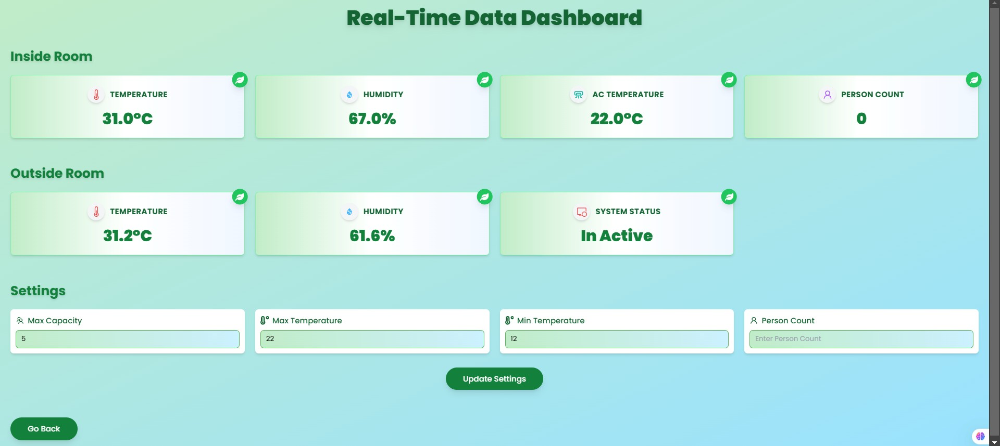 Real-Time Data Dashboard
Inside Room
TEMPERATURE
31.0°C
HUMIDITY
67.0%
AC TEMPERATURE
22.0°C
PERSON COUNT
0
Outside Room
TEMPERATURE
31.2°C
HUMIDITY
61.6%
SYSTEM STATUS
In Active
Settings
Max Capacity
5
Max Temperature
22
Min Temperature
12
Person Count
Enter Person Count
Update Settings
Go Back